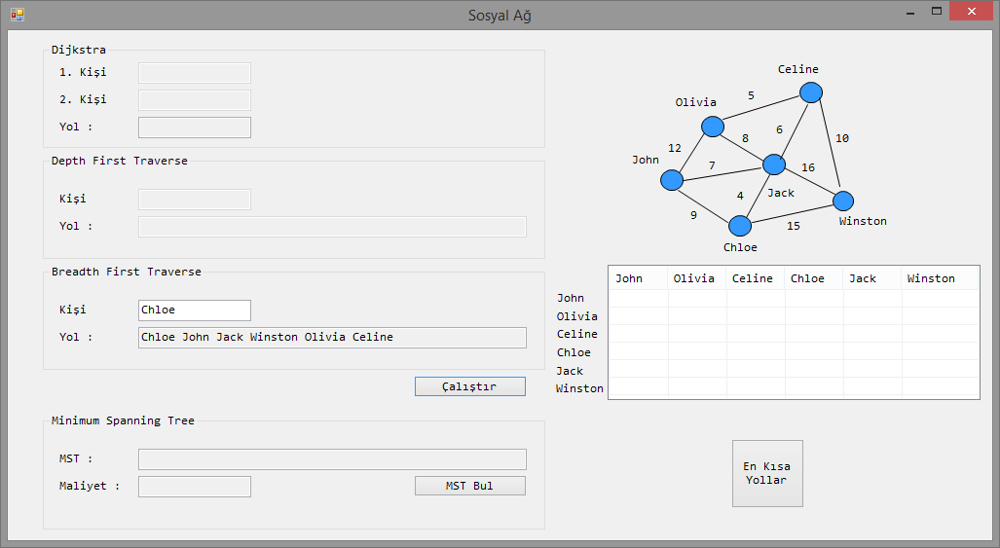 Sosyal Ağ
Dijkstra
1. Kişi
2. Kişi
Yol :
Depth First Traverse
Kişi
Yol :
Breadth First Traverse
Kişi
Chloe
Yol :
Chloe John Jack Winston Olivia Celine
Çalıştır
Minimum Spanning Tree
MST :
Maliyet :
MST Bul
Celine
5
Olivia
6
10
8
12
John
7
16
4
Jack
9
15
Winston
Chloe
John Olivia Celine Chloe Jack Winston
John
Olivia
Celine
Chloe
Jack
Winston
En Kısa
Yollar